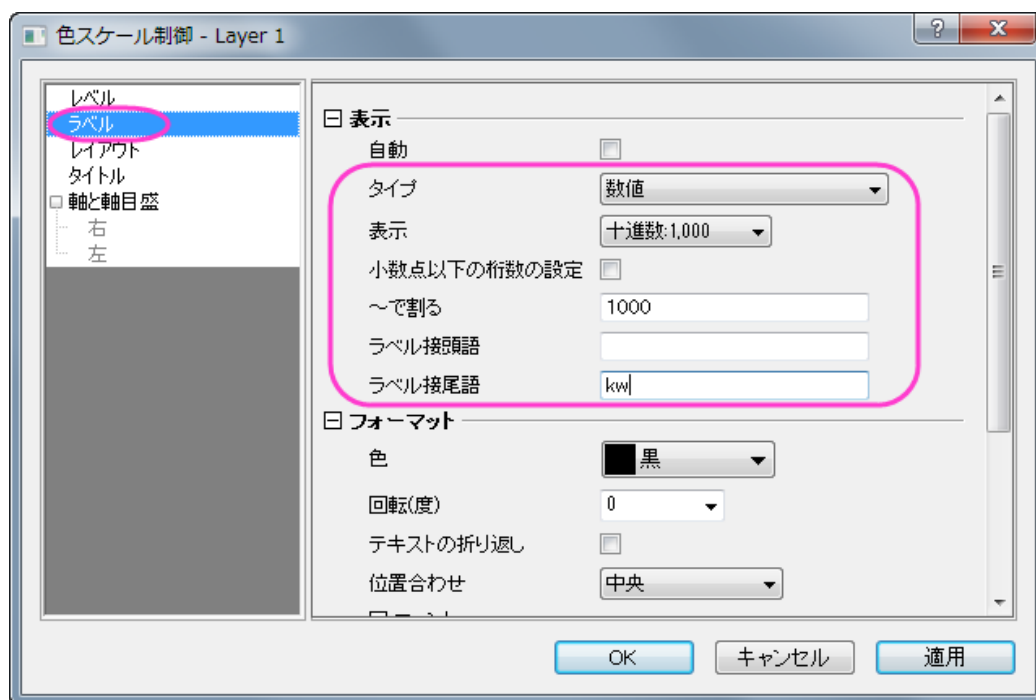 色スケール制御 - Layer 1
レベル
ラベル
レイアウト
タイトル
軸と軸目盛
右
左
表示
自動
タイプ 数値
表示 十進数:1,000
小数点以下の桁数の設定
～で割る 1000
ラベル接頭語
ラベル接尾語 kw
フォーマット
色 黒
回転(度) 0
テキストの折り返し
位置合わせ 中央
OK キャンセル 適用